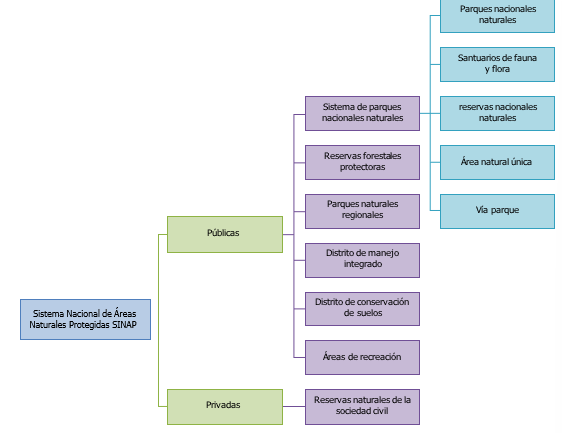 Parques nacionales
naturales
Santuarios de fauna
y flora
Sistema de parques
nacionales naturales
reservas nacionales
naturales
Reservas forestales
protectoras
Área natural única
Parques naturales
regionales
Vía parque
Públicas
Distrito de manejo
integrado
Sistema Nacional de Áreas
Naturales Protegidas SINAP
Distrito de conservación
de suelos
Áreas de recreación
Privadas
Reservas naturales de la
sociedad civil